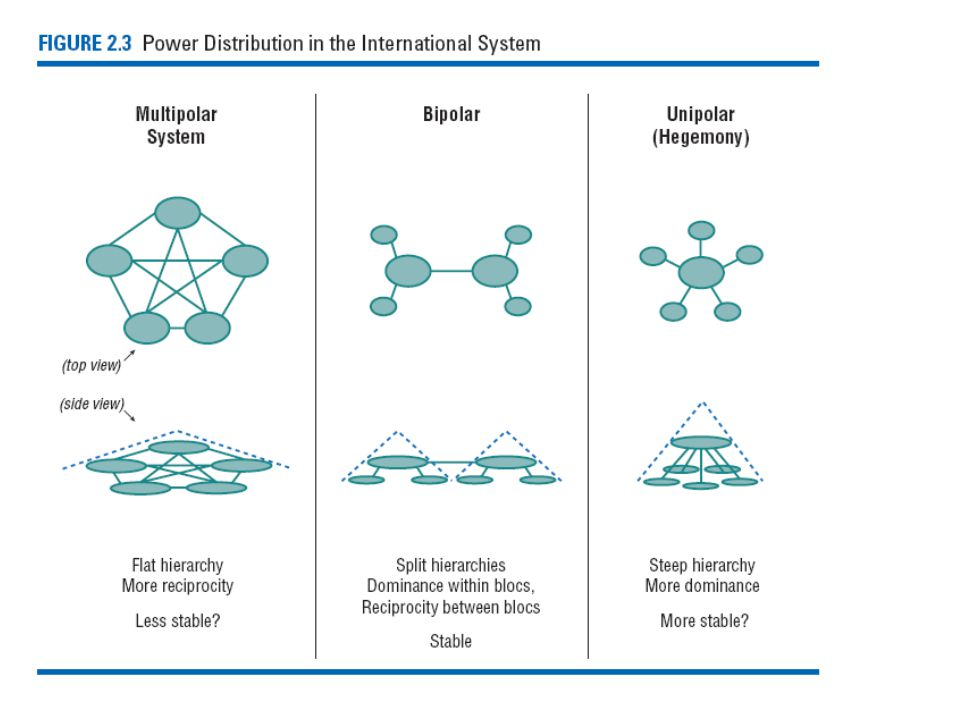 FIGURE 2.3 Power Distribution in the International System
Multipolar
System
Bipolar
Unipolar
(Hegemony)
(top view)
(side view)
Flat hierarchy
More reciprocity
Less stable?
Split hierarchies
Dominance within blocs,
Reciprocity between blocs
Stable
Steep hierarchy
More dominance
More stable?